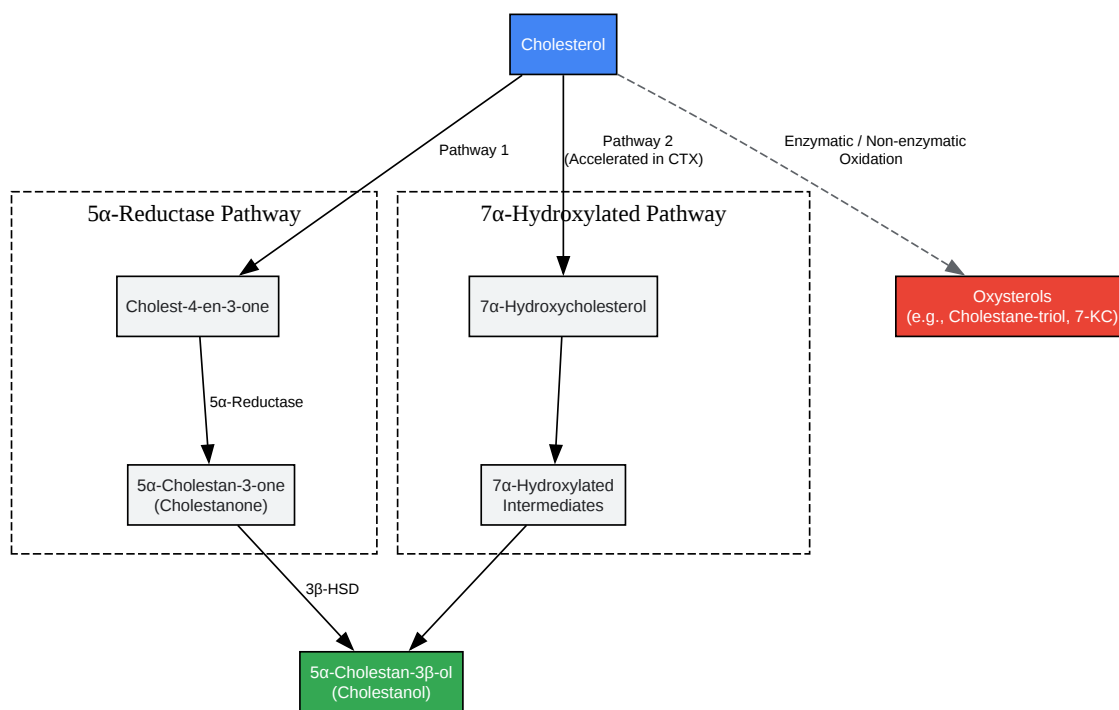 Cholesterol
Pathway 1
Pathway 2
(Accelerated in CTX)
Enzymatic / Non-enzymatic
Oxidation
5α-Reductase Pathway
7α-Hydroxylated Pathway
Cholest-4-en-3-one
7α-Hydroxycholesterol
Oxysterols
(e.g., Cholestane-triol, 7-KC)
5α-Reductase
5α-Cholestan-3-one
(Cholestanone)
7α-Hydroxylated
Intermediates
3β-HSD
5α-Cholestan-3β-ol
(Cholestanol)